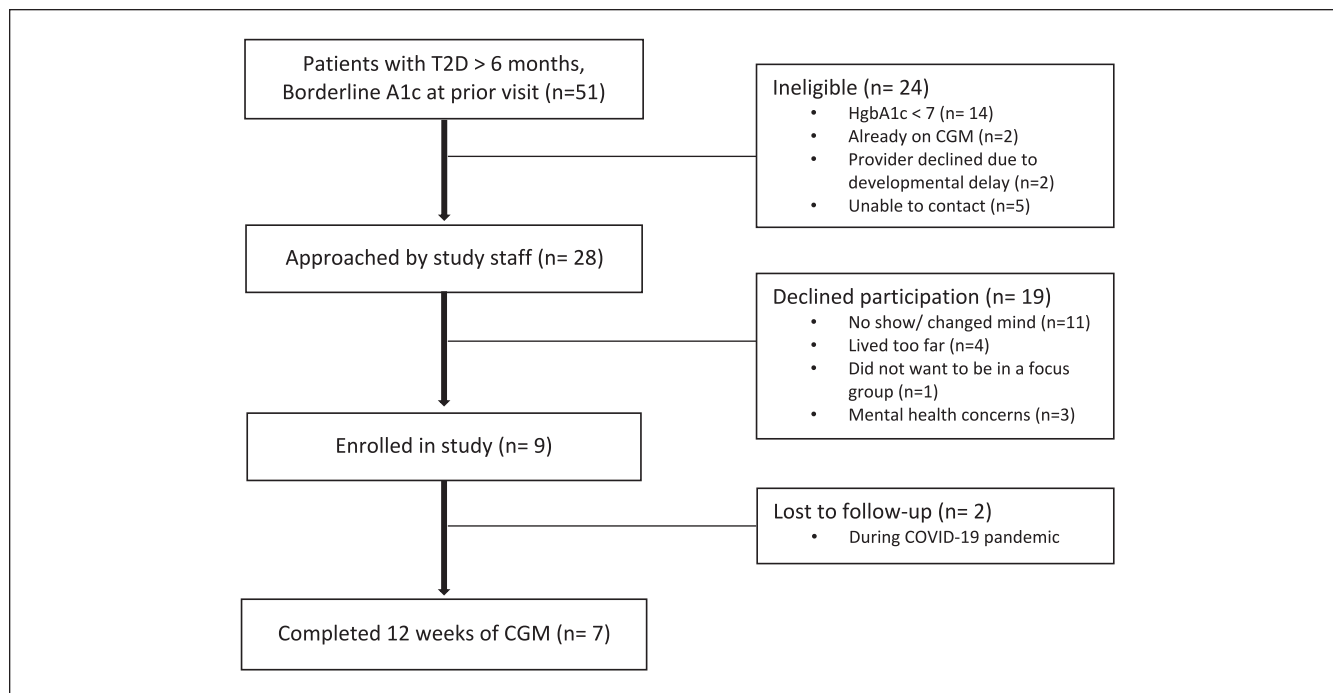 Patients with T2D > 6 months,
Borderline A1c at prior visit (n=51)
Ineligible (n= 24)
• HgbA1c < 7 (n= 14)
• Already on CGM (n=2)
• Provider declined due to
developmental delay (n=2)
• Unable to contact (n=5)
Approached by study staff (n= 28)
Declined participation (n= 19)
• No show/ changed mind (n=11)
• Lived too far (n=4)
• Did not want to be in a focus
group (n=1)
• Mental health concerns (n=3)
Enrolled in study (n= 9)
Lost to follow-up (n= 2)
• During COVID-19 pandemic
Completed 12 weeks of CGM (n= 7)